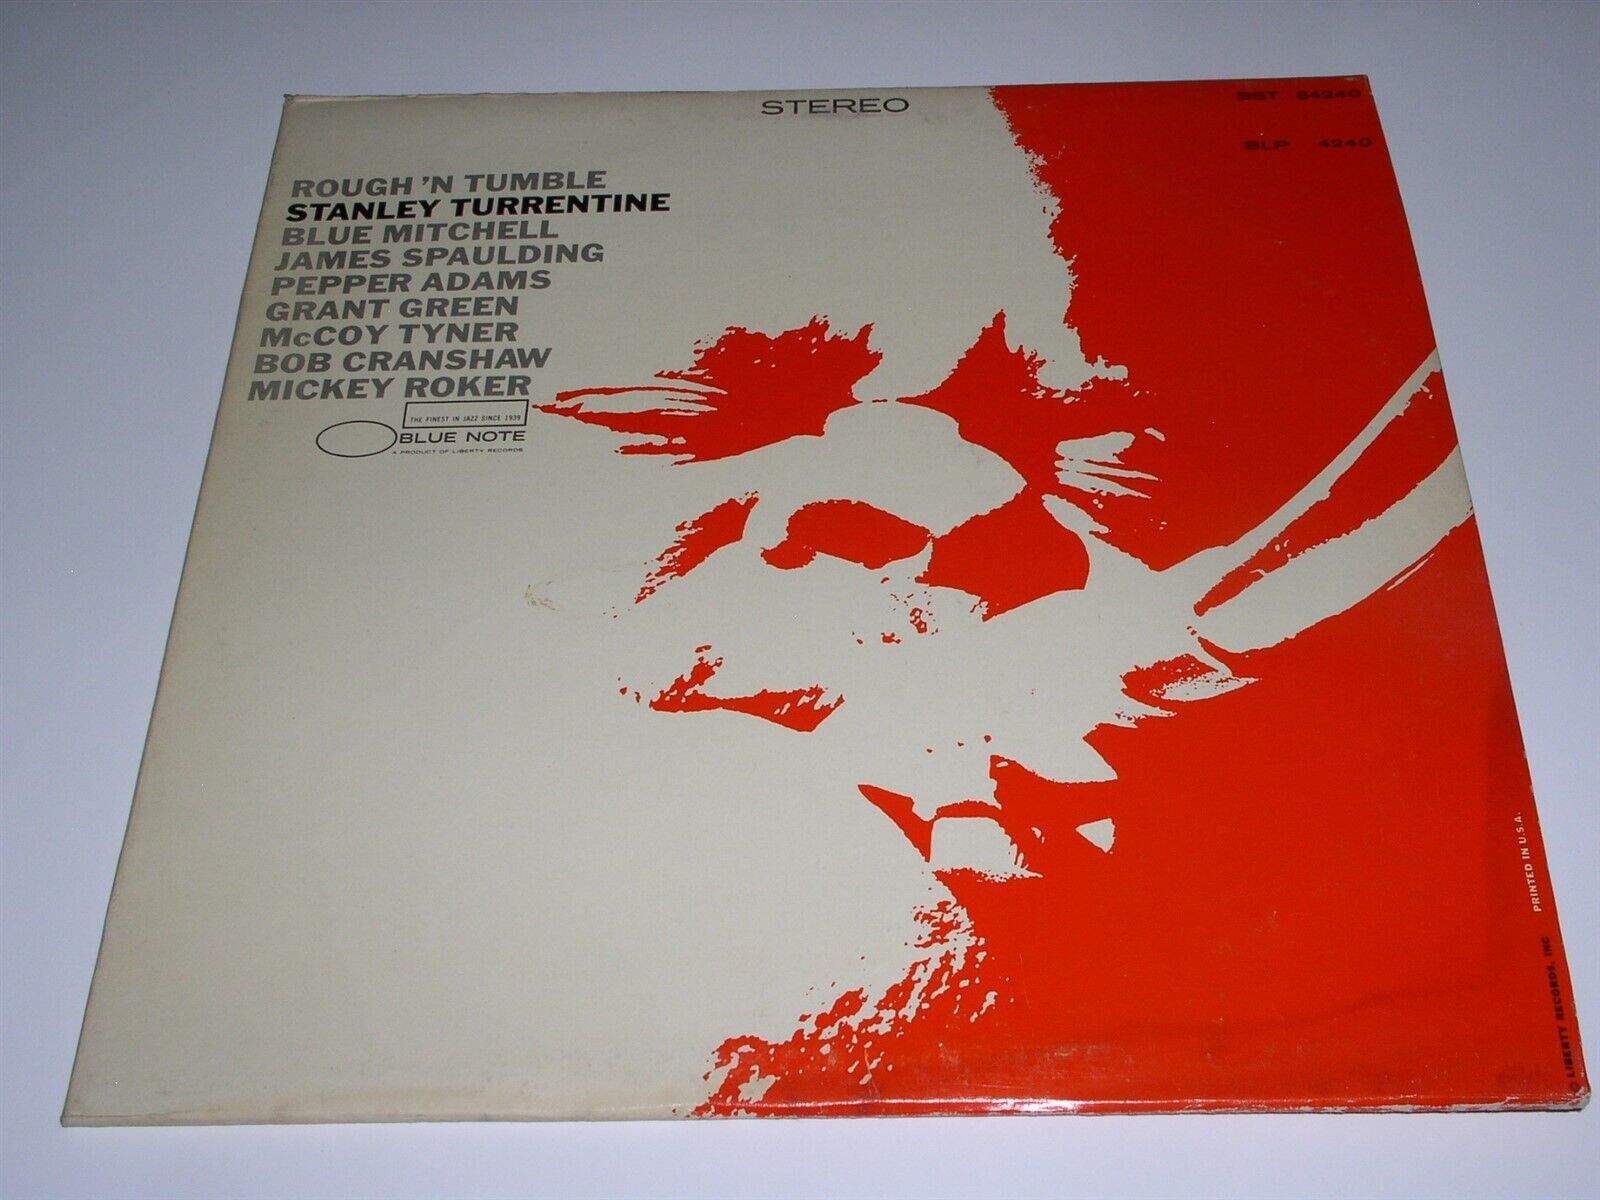 STEREO
BST 84240
BLP 4240
ROUGH 'N TUMBLE
STANLEY TURRENTINE
BLUE MITCHELL
JAMES SPAULDING
PEPPER ADAMS
GRANT GREEN
McCOY TYNER
BOB CRANSHAW
MICKEY ROKER
THE FINEST IN JAZZ SINCE 1939
BLUE NOTE
A PRODUCT OF LIBERTY RECORDS
PRINTED IN U.S.A.
© LIBERTY RECORDS, INC